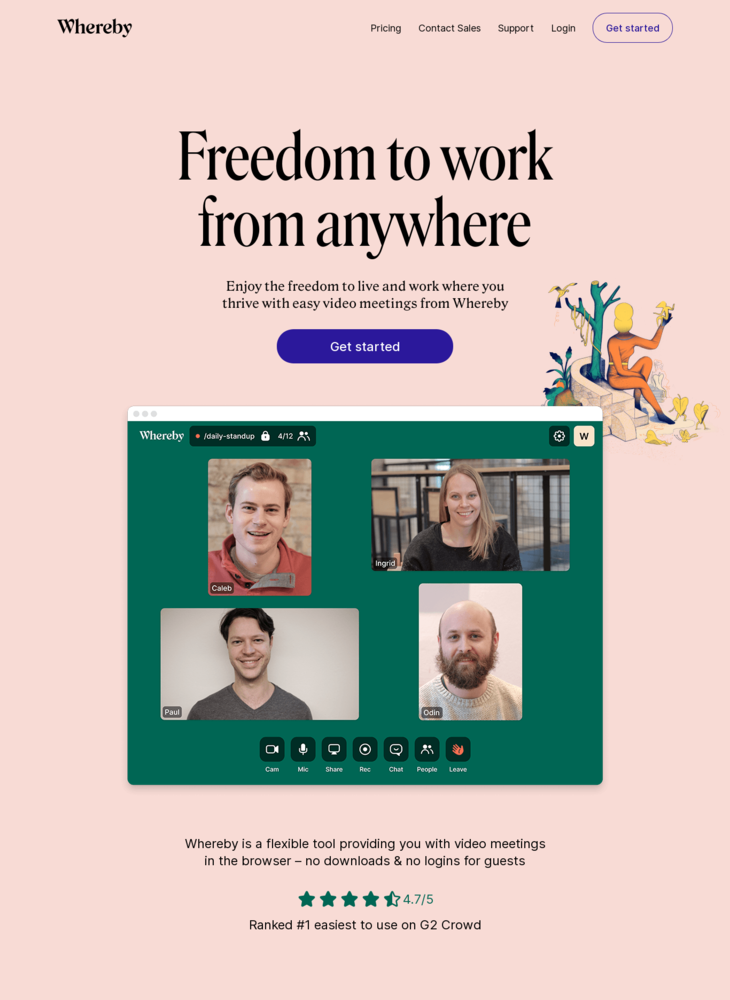 Whereby
Pricing
Contact Sales
Support
Login
Get started
Freedom to work
from anywhere
Enjoy the freedom to live and work where you
thrive with easy video meetings from Whereby
Get started
Whereby
/daily-standup
4/12
W
Caleb
Ingrid
Paul
Odin
Cam
Mic
Share
Rec
Chat
People
Leave
Whereby is a flexible tool providing you with video meetings
in the browser – no downloads & no logins for guests
4.7/5
Ranked #1 easiest to use on G2 Crowd